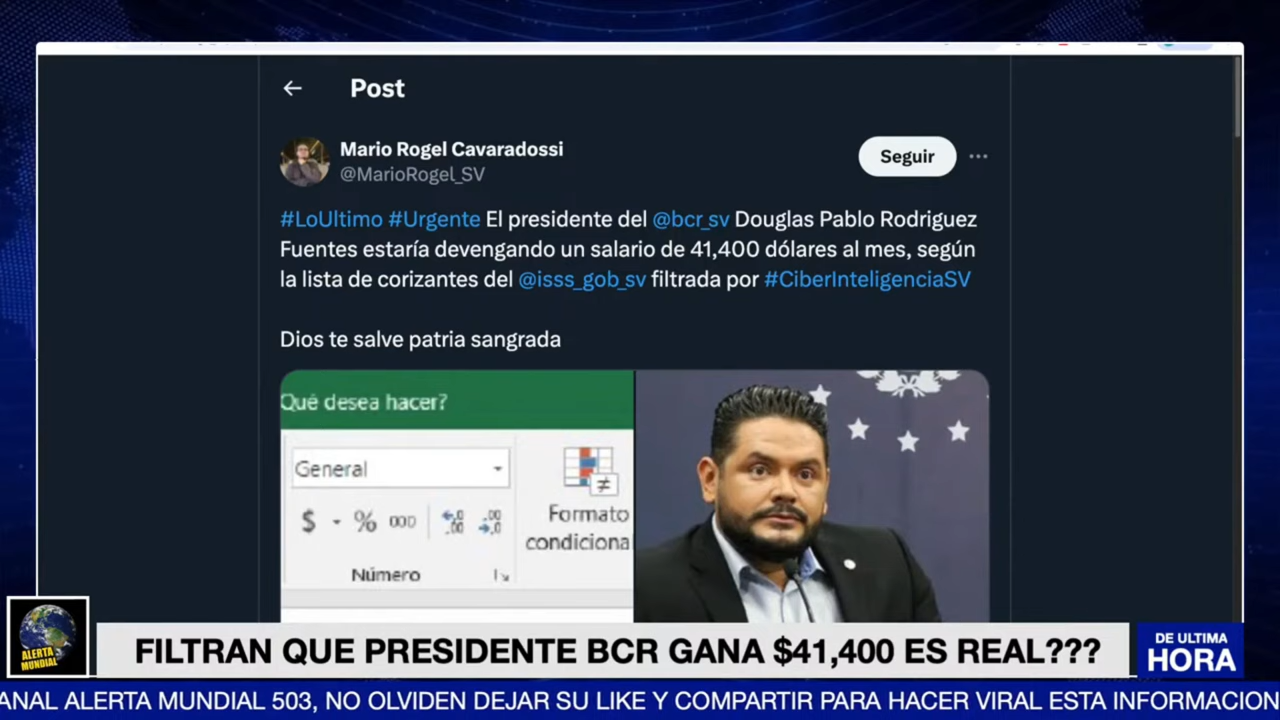 Post
Mario Rogel Cavaradossi
@MarioRogel_SV
Seguir
#LoUltimo #Urgente El presidente del @bcr_sv Douglas Pablo Rodriguez
Fuentes estaría devengando un salario de 41,400 dólares al mes, según
la lista de corizantes del @isss_gob_sv filtrada por #CiberInteligenciaSV
Dios te salve patria sangrada
Qué desea hacer?
General
$ % 000
Formato
condicional
Número
ALERTA
MUNDIAL
FILTRAN QUE PRESIDENTE BCR GANA $41,400 ES REAL???
DE ULTIMA
HORA
ANAL ALERTA MUNDIAL 503, NO OLVIDEN DEJAR SU LIKE Y COMPARTIR PARA HACER VIRAL ESTA INFORMACION